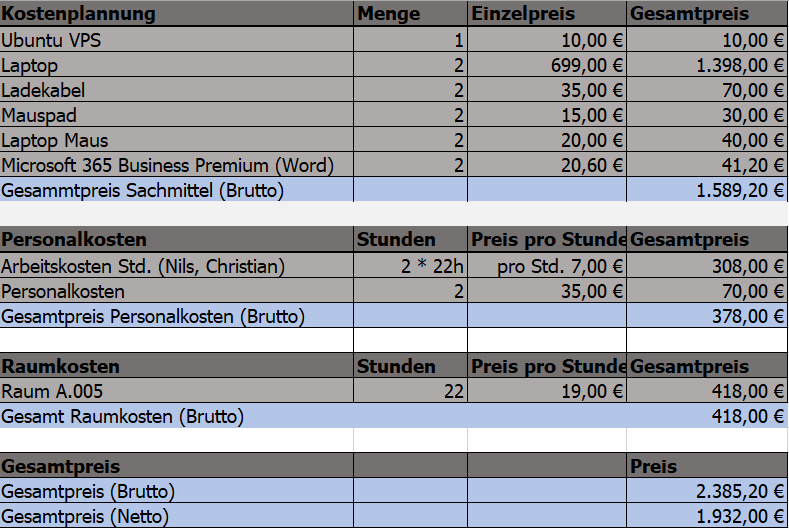 Kostenplannung Menge Einzelpreis Gesamtpreis
Ubuntu VPS 1 10,00 € 10,00 €
Laptop 2 699,00 € 1.398,00 €
Ladekabel 2 35,00 € 70,00 €
Mauspad 2 15,00 € 30,00 €
Laptop Maus 2 20,00 € 40,00 €
Microsoft 365 Business Premium (Word) 2 20,60 € 41,20 €
Gesammtpreis Sachmittel (Brutto) 1.589,20 €
Personalkosten Stunden Preis pro Stunde Gesamtpreis
Arbeitskosten Std. (Nils, Christian) 2 * 22h pro Std. 7,00 € 308,00 €
Personalkosten 2 35,00 € 70,00 €
Gesamtpreis Personalkosten (Brutto) 378,00 €
Raumkosten Stunden Preis pro Stunde Gesamtpreis
Raum A.005 22 19,00 € 418,00 €
Gesamt Raumkosten (Brutto) 418,00 €
Gesamtpreis Preis
Gesamtpreis (Brutto) 2.385,20 €
Gesamtpreis (Netto) 1.932,00 €